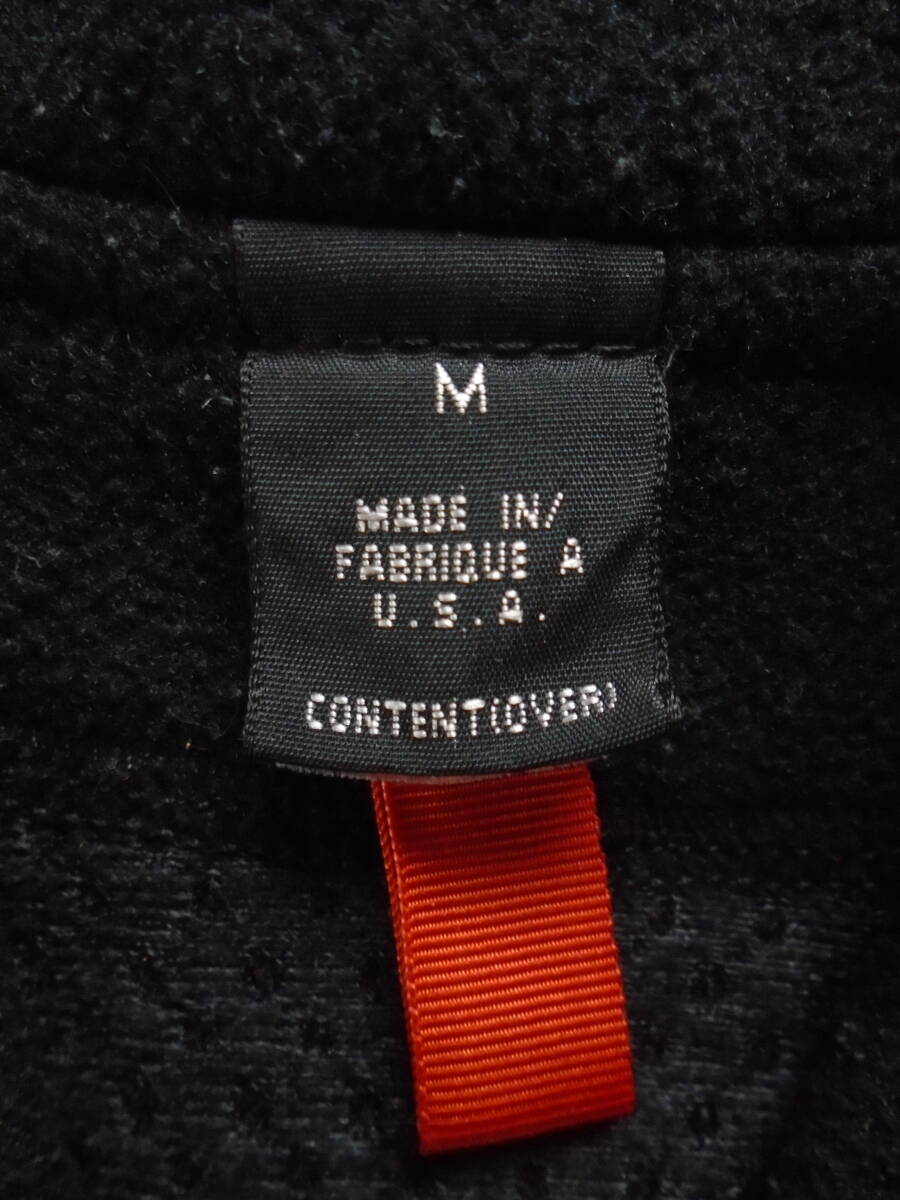 M
MADE IN/
FABRIQUE A
U.S.A.
CONTENT(OVER)